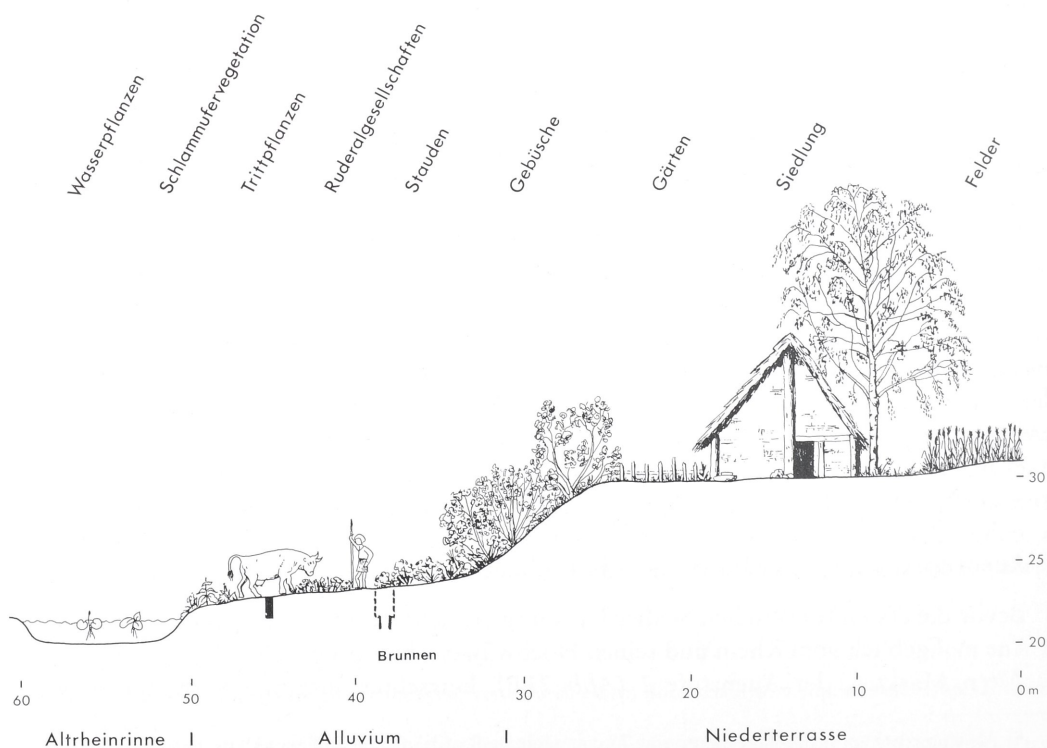 Wasserpflanzen
Schlammufervegetation
Trittpflanzen
Ruderalgesellschaften
Stauden
Gebüsche
Gärten
Siedlung
Felder
30
25
20
Brunnen
60 50 40 30 20 10 0 m
Altrheinrinne I Alluvium I Niederterrasse